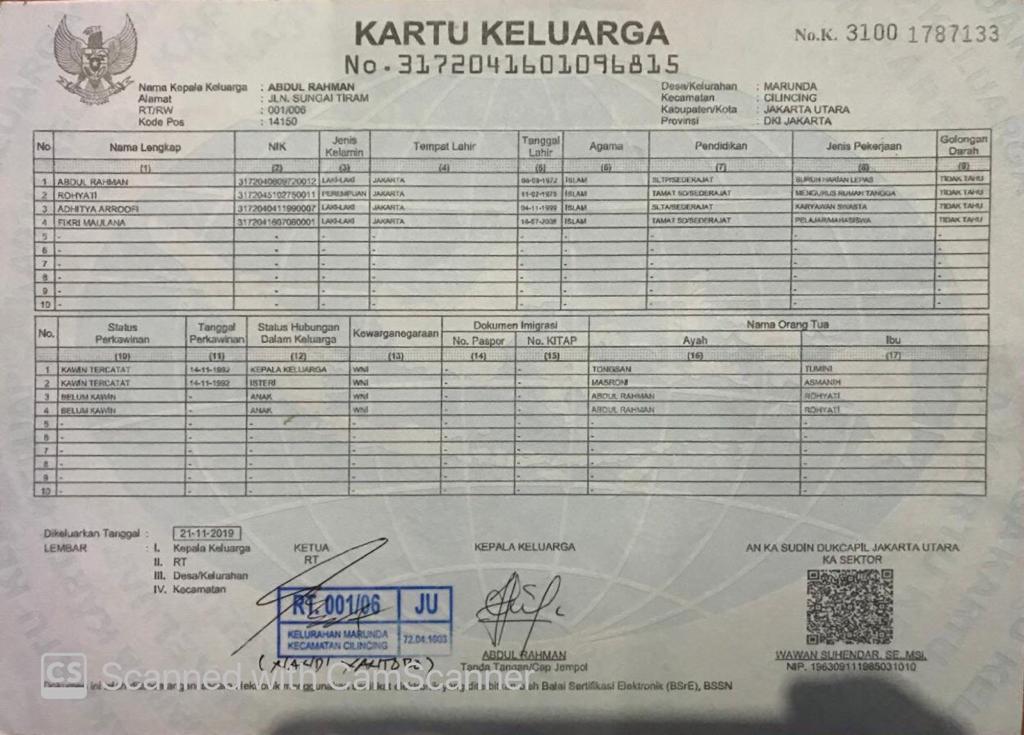 KARTU KELUARGA
No.K. 3100 1787133
No. 3172041601096815
Nama Kepala Keluarga : ABDUL RAHMAN
Alamat : JLN. SUNGAI TIRAM
RT/RW : 001/006
Kode Pos : 14150
Desa/Kelurahan : MARUNDA
Kecamatan : CILINCING
Kabupaten/Kota : JAKARTA UTARA
Provinsi : DKI JAKARTA
No Nama Lengkap NIK Jenis Kelamin Tempat Lahir Tanggal Lahir Agama Pendidikan Jenis Pekerjaan Golongan Darah
(1) (2) (3) (4) (5) (6) (7) (8) (9)
1 ABDUL RAHMAN 3172040809720012 LAKI-LAKI JAKARTA ISLAM SLTP/SEDERAJAT BURUH HARIAN LEPAS TIDAK TAHU
2 ROHYATI 3172045102750011 PEREMPUAN JAKARTA 11-02-1975 ISLAM TAMAT SD/SEDERAJAT MENGURUS RUMAH TANGGA TIDAK TAHU
3 ADHITYA ARROOFI 3172040411990007 LAKI-LAKI JAKARTA 04-11-1999 ISLAM SLTA/SEDERAJAT KARYAWAN SWASTA TIDAK TAHU
4 FIKRI MAULANA 3172041607080001 LAKI-LAKI JAKARTA 16-07-2008 ISLAM TAMAT SD/SEDERAJAT PELAJAR/MAHASISWA TIDAK TAHU
5 - - - - - - - - -
6 - - - - - - - - -
7 - - - - - - - - -
8 - - - - - - - - -
9 - - - - - - - - -
10 - - - - - - - - -
No. Status Perkawinan Tanggal Perkawinan Status Hubungan Dalam Keluarga Kewarganegaraan Dokumen Imigrasi Nama Orang Tua
No. Paspor No. KITAP Ayah Ibu
(10) (11) (12) (13) (14) (15) (16) (17)
1 KAWIN TERCATAT 14-11-1992 KEPALA KELUARGA WNI - - TONGSAN TUMINI
2 KAWIN TERCATAT 14-11-1992 ISTERI WNI - - MASRONI ASMANIH
3 BELUM KAWIN - ANAK WNI - - ABDUL RAHMAN ROHYATI
4 BELUM KAWIN - ANAK WNI - - ABDUL RAHMAN ROHYATI
5 - - - - - - - -
6 - - - - - - - -
7 - - - - - - - -
8 - - - - - - - -
9 - - - - - - - -
10 - - - - - - - -
Dikeluarkan Tanggal : 21-11-2019
LEMBAR : I. Kepala Keluarga
II. RT
III. Desa/Kelurahan
IV. Kecamatan
KETUA
RT
RT. 001/06 JU
KELURAHAN MARUNDA
KECAMATAN CILINCING
72.04.1003
KEPALA KELUARGA
ABDUL RAHMAN
Tanda Tangan/Cap Jempol
AN KA SUDIN DUKCAPIL JAKARTA UTARA
KA SEKTOR
WAWAN SUHENDAR, SE.,MSi.
NIP. 196309111985031010
Balai Sertifikasi Elektronik (BSrE), BSSN
CS Scanned with CamScanner